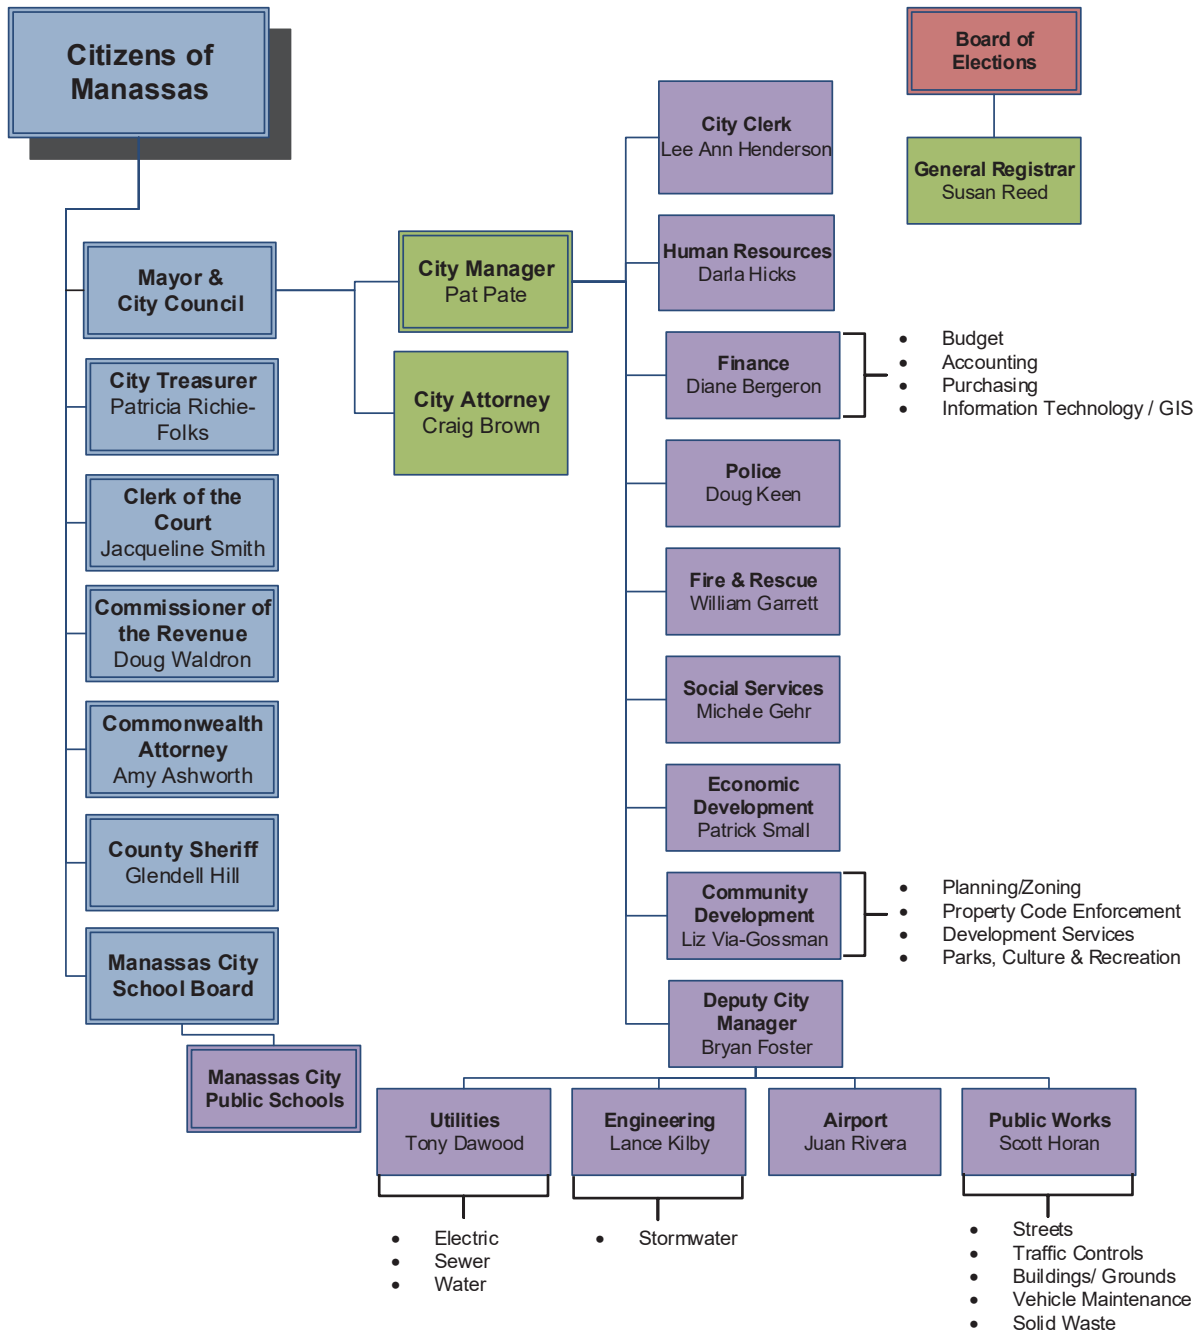 Citizens of
Manassas
Board of
Elections
General Registrar
Susan Reed
Mayor &
City Council
City Treasurer
Patricia Richie-
Folks
Clerk of the
Court
Jacqueline Smith
Commissioner of
the Revenue
Doug Waldron
Commonwealth
Attorney
Amy Ashworth
County Sheriff
Glendell Hill
Manassas City
School Board
Manassas City
Public Schools
City Manager
Pat Pate
City Attorney
Craig Brown
City Clerk
Lee Ann Henderson
Human Resources
Darla Hicks
Finance
Diane Bergeron
• Budget
• Accounting
• Purchasing
• Information Technology / GIS
Police
Doug Keen
Fire & Rescue
William Garrett
Social Services
Michele Gehr
Economic
Development
Patrick Small
Community
Development
Liz Via-Gossman
• Planning/Zoning
• Property Code Enforcement
• Development Services
• Parks, Culture & Recreation
Deputy City
Manager
Bryan Foster
Utilities
Tony Dawood
• Electric
• Sewer
• Water
Engineering
Lance Kilby
• Stormwater
Airport
Juan Rivera
Public Works
Scott Horan
• Streets
• Traffic Controls
• Buildings/ Grounds
• Vehicle Maintenance
• Solid Waste